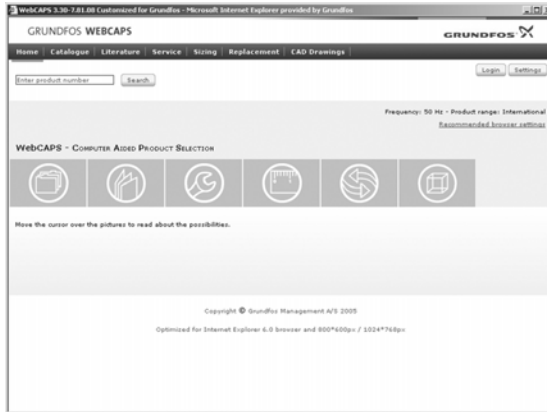 WebCAPS 3.30-7.01.00 Customized for Grundfos - Microsoft Internet Explorer provided by Grundfos
GRUNDFOS WEBCAPS
GRUNDFOS
Home | Catalogue | Literature | Service | Sizing | Replacement | CAD Drawings |
Login Settings
Enter product number Search
Frequency: 50 Hz - Product range: International
Recommended browser settings
WebCAPS - Computer Aided Product Selection
Move the cursor over the pictures to read about the possibilities.
Copyright © Grundfos Management A/S 2005
Optimized for Internet Explorer 6.0 browser and 800*600px / 1024*768px